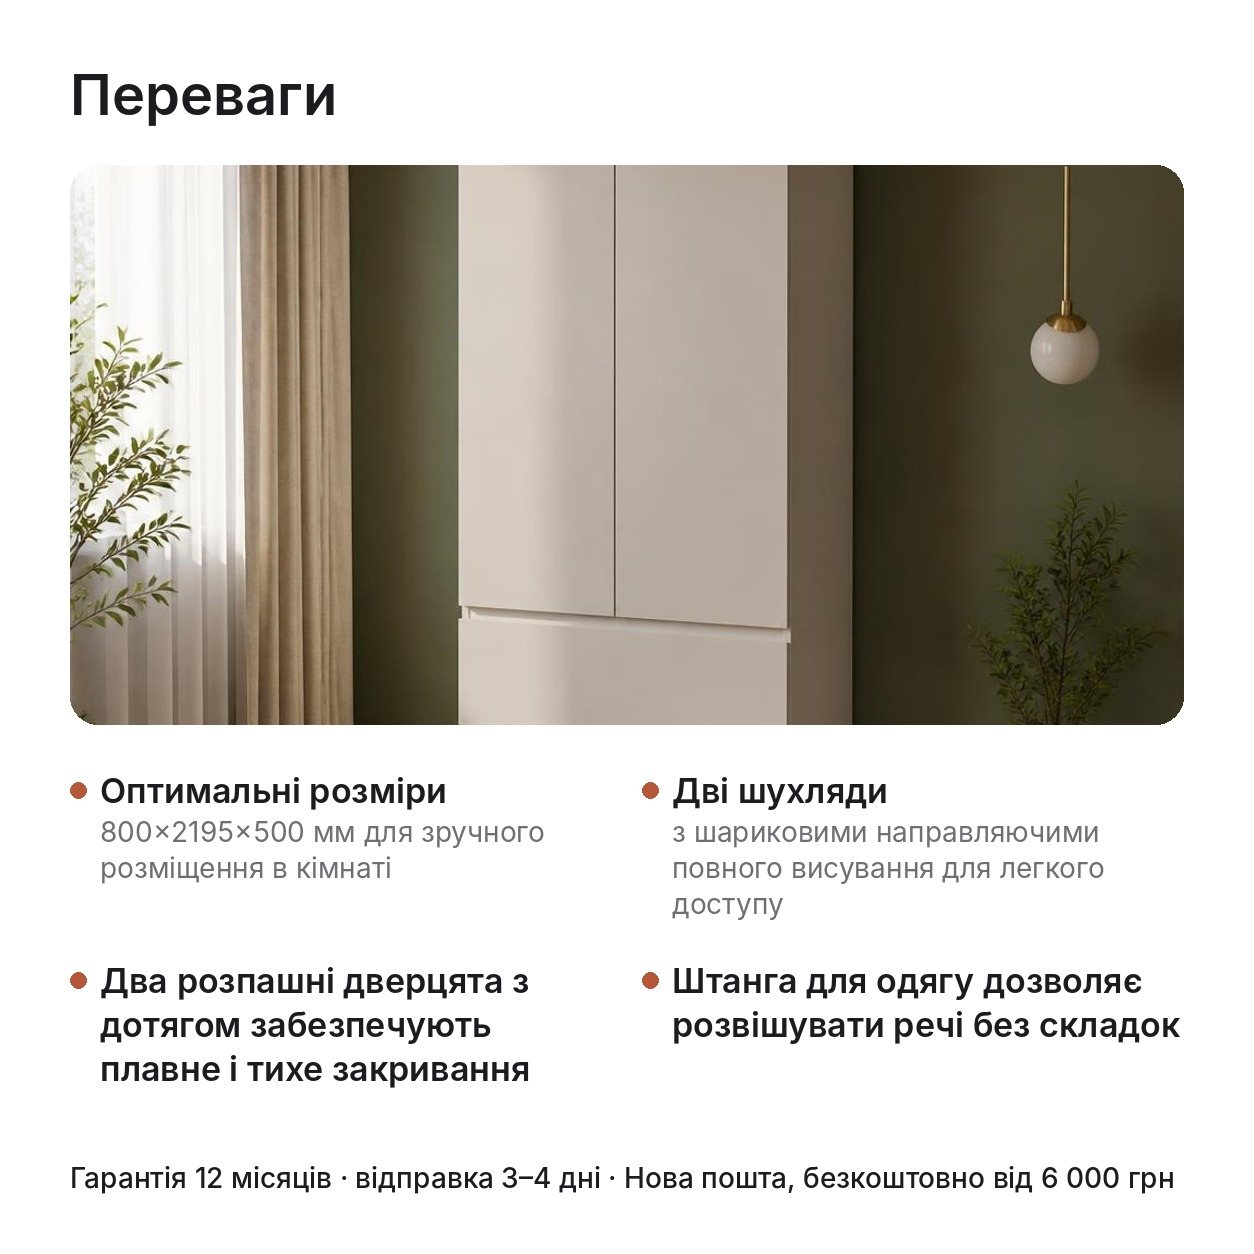 Переваги
Оптимальні розміри
800×2195×500 мм для зручного
розміщення в кімнаті
Дві шухляди
з шариковими направляючими
повного висування для легкого
доступу
Два розпашні дверцята з
дотягом забезпечують
плавне і тихе закривання
Штанга для одягу дозволяє
розвішувати речі без складок
Гарантія 12 місяців · відправка 3–4 дні · Нова пошта, безкоштовно від 6 000 грн